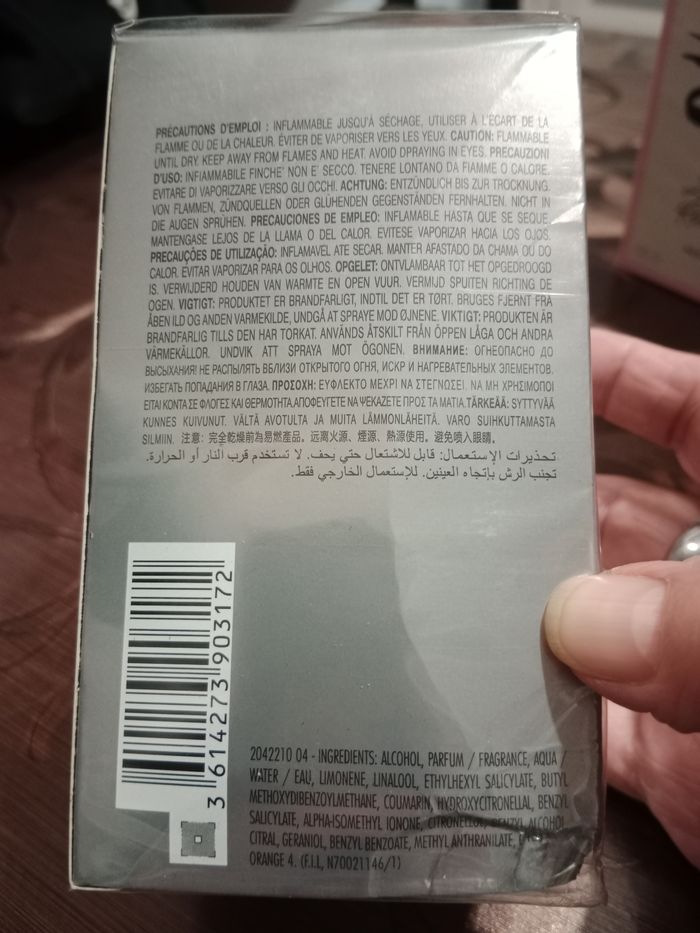 PRÉCAUTIONS D'EMPLOI : INFLAMMABLE JUSQU'À SÉCHAGE, UTILISER À L'ÉCART DE LA
FLAMME OU DE LA CHALEUR. ÉVITER DE VAPORISER VERS LES YEUX. CAUTION: FLAMMABLE
UNTIL DRY. KEEP AWAY FROM FLAMES AND HEAT. AVOID DPRAYING IN EYES. PRECAUZIONI
D'USO: INFIAMMABILE FINCHE' NON E' SECCO. TENERE LONTANO DA FIAMME O CALORE.
EVITARE DI VAPORIZZARE VERSO GLI OCCHI. ACHTUNG: ENTZÜNDLICH BIS ZUR TROCKNUNG.
VON FLAMMEN, ZÜNDQUELLEN ODER GLÜHENDEN GEGENSTÄNDEN FERNHALTEN. NICHT IN
DIE AUGEN SPRÜHEN. PRECAUCIONES DE EMPLEO: INFLAMABLE HASTA QUE SE SEQUE.
MANTENGASE LEJOS DE LA LLAMA O DEL CALOR. EVITESE VAPORIZAR HACIA LOS OJOS.
PRECAUÇÕES DE UTILIZAÇÃO: INFLAMAVEL ATE SECAR. MANTER AFASTADO DA CHAMA OU DO
CALOR. EVITAR VAPORIZAR PARA OS OLHOS. OPGELET: ONTVLAMBAAR TOT HET OPGEDROOGD
IS. VERWIJDERD HOUDEN VAN WARMTE EN OPEN VUUR. VERMIJD SPUITEN RICHTING DE
OGEN. VIGTIGT: PRODUKTET ER BRANDFARLIGT, INDTIL DET ER TØRT. BRUGES FJERNT FRA
ÅBEN ILD OG ANDEN VARMEKILDE, UNDGÅ AT SPRAYE MOD ØJNENE. VIKTIGT: PRODUKTEN ÄR
BRANDFARLIG TILLS DEN HAR TORKAT. ANVÄNDS ÅTSKILT FRÅN ÖPPEN LÅGA OCH ANDRA
VÄRMEKÄLLOR. UNDVIK ATT SPRAYA MOT ÖGONEN. ВНИМАНИЕ: ОГНЕОПАСНО ДО
ВЫСЫХАНИЯ! НЕ РАСПЫЛЯТЬ ВБЛИЗИ ОТКРЫТОГО ОГНЯ, ИСКР И НАГРЕВАТЕЛЬНЫХ ЭЛЕМЕНТОВ.
ИЗБЕГАТЬ ПОПАДАНИЯ В ГЛАЗА. ΠΡΟΣΟΧΗ: ΕΥΦΛΕΚΤΟ ΜΕΧΡΙ ΝΑ ΣΤΕΓΝΩΣΕΙ. ΝΑ ΜΗ ΧΡΗΣΙΜΟΠΟΙ
ΕΙΤΑΙ ΚΟΝΤΑ ΣΕ ΦΛΟΓΕΣ ΚΑΙ ΘΕΡΜΟΤΗΤΑ.ΑΠΟΦΕΥΓΕΤΕ ΝΑ ΨΕΚΑΖΕΤΕ ΠΡΟΣ ΤΑ ΜΑΤΙΑ. TÄRKEÄÄ: SYTTYVÄÄ
KUNNES KUIVUNUT. VÄLTÄ AVOTULTA JA MUITA LÄMMONLÄHEITÄ. VARO SUIHKUTTAMASTA
SILMIIN. 注意: 完全乾燥前為易燃產品。远离火源、煙源、熱源使用。避免喷入眼睛。
تحذيرات الإستعمال: قابل للاشتعال حتي يجف. لا تستخدم قرب النار أو الحرارة.
تجنب الرش بإتجاه العينين. للإستعمال الخارجي فقط.
3 614273 903172
2042210 04 - INGREDIENTS: ALCOHOL, PARFUM / FRAGRANCE, AQUA /
WATER / EAU, LIMONENE, LINALOOL, ETHYLHEXYL SALICYLATE, BUTYL
METHOXYDIBENZOYLMETHANE, COUMARIN, HYDROXYCITRONELLAL, BENZYL
SALICYLATE, ALPHA-ISOMETHYL IONONE, CITRONELLOL, BENZYL ALCOHOL
CITRAL, GERANIOL, BENZYL BENZOATE, METHYL ANTHRANILATE,
ORANGE 4. (F.I.L. N70021146/1)